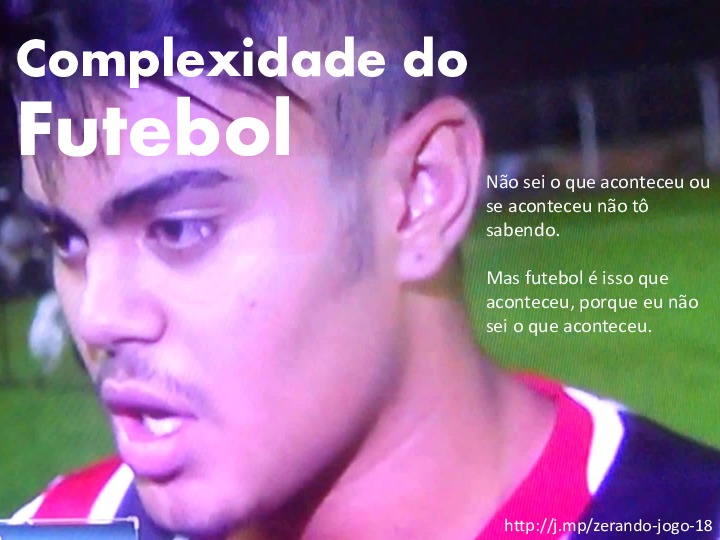 Complexidade do
Futebol
Não sei o que aconteceu ou
se aconteceu não tô
sabendo.
Mas futebol é isso que
aconteceu, porque eu não
sei o que aconteceu.
http://j.mp/zerando-jogo-18